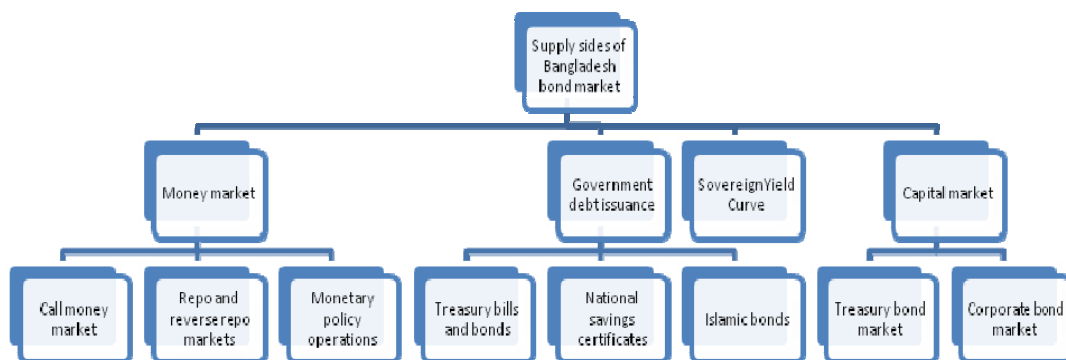 Supply sides of
Bangladesh
bond market
Money market
Government
debt issuance
Sovereign Yield
Curve
Capital market
Call money
market
Repo and
reverse repo
markets
Monetary
policy
operations
Treasury bills
and bonds
National
savings
certificates
Islamic bonds
Treasury bond
market
Corporate bond
market